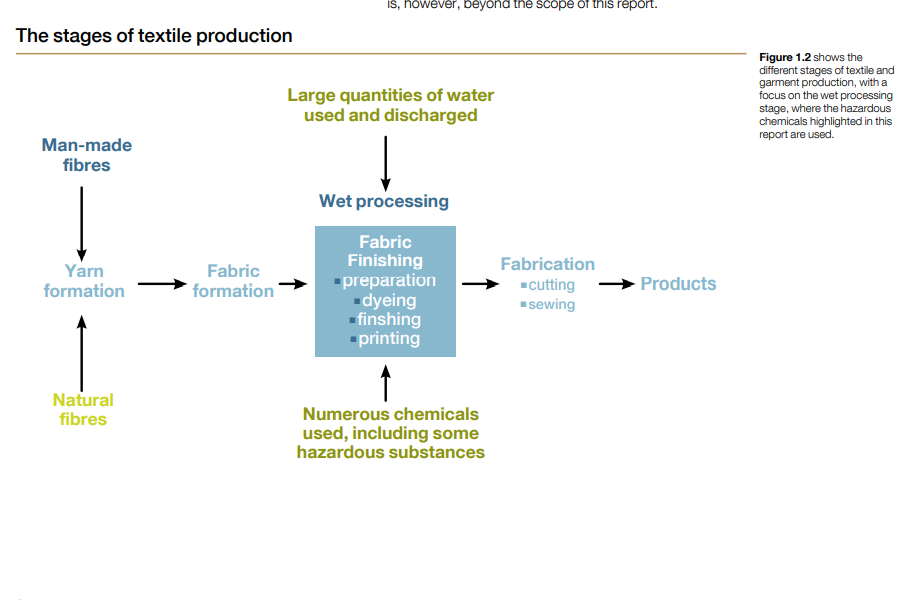 is, however, beyond the scope of this report.
The stages of textile production
Figure 1.2 shows the
different stages of textile and
garment production, with a
focus on the wet processing
stage, where the hazardous
chemicals highlighted in this
report are used.
Large quantities of water
used and discharged
Man-made
fibres
Wet processing
Fabric
Finishing
▪preparation
▪dyeing
▪finshing
▪printing
Yarn
formation
Fabric
formation
Fabrication
▪cutting
▪sewing
Products
Natural
fibres
Numerous chemicals
used, including some
hazardous substances